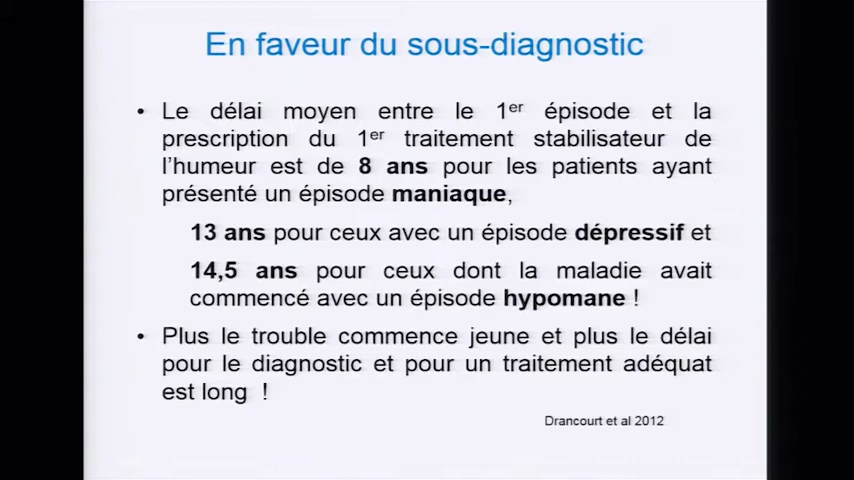 En faveur du sous-diagnostic
• Le délai moyen entre le 1er épisode et la
prescription du 1er traitement stabilisateur de
l'humeur est de 8 ans pour les patients ayant
présenté un épisode maniaque,
13 ans pour ceux avec un épisode dépressif et
14,5 ans pour ceux dont la maladie avait
commencé avec un épisode hypomane !
• Plus le trouble commence jeune et plus le délai
pour le diagnostic et pour un traitement adéquat
est long !
Drancourt et al 2012